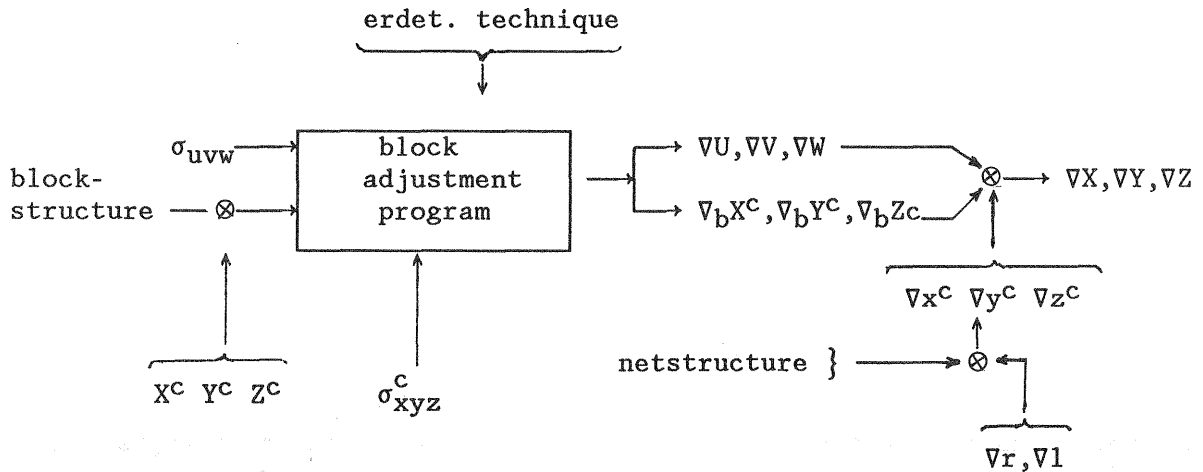 erdet. technique
σuvw
block-
structure ⊗
block
adjustment
program
∇U,∇V,∇W
∇bXᶜ,∇bYᶜ,∇bZc
⊗ ∇X,∇Y,∇Z
∇xᶜ ∇yᶜ ∇zᶜ
netstructure } ⊗
Xᶜ Yᶜ Zᶜ
σᶜxyz
∇r,∇l